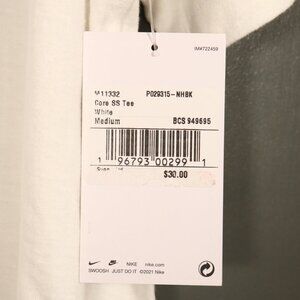 IM4722459
M11332 P029315-NHBK
Core SS Tee
White
Medium BCS 949695
1 96793 00299 1
$30.00
NIKE nike.com
SWOOSH JUST DO IT ©2021 Nike